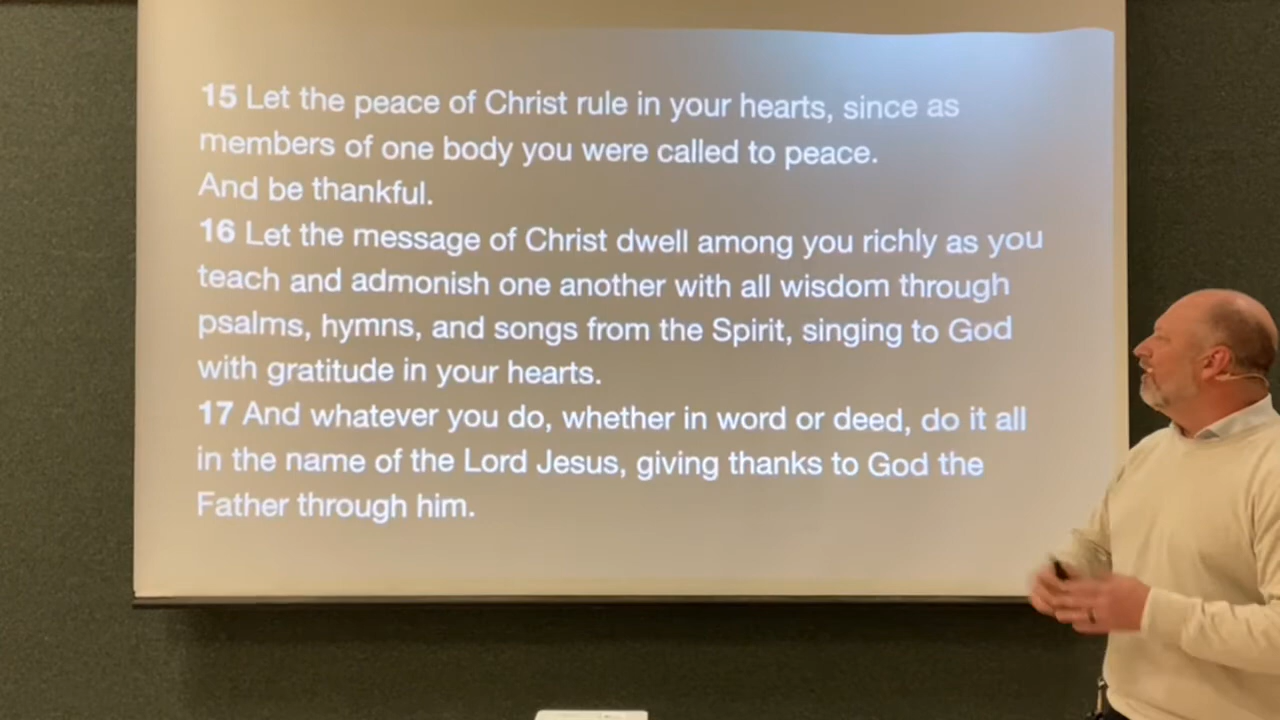 15 Let the peace of Christ rule in your hearts, since as
members of one body you were called to peace.
And be thankful.
16 Let the message of Christ dwell among you richly as you
teach and admonish one another with all wisdom through
psalms, hymns, and songs from the Spirit, singing to God
with gratitude in your hearts.
17 And whatever you do, whether in word or deed, do it all
in the name of the Lord Jesus, giving thanks to God the
Father through him.